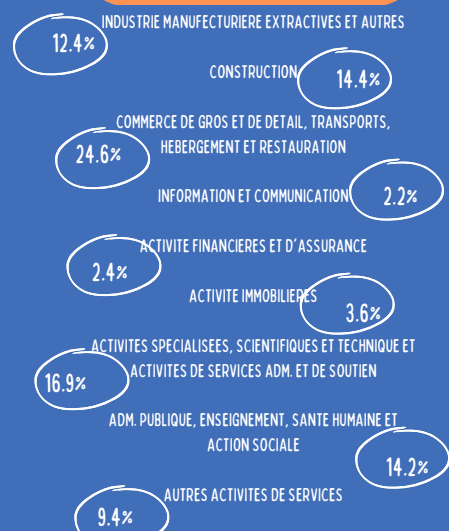 INDUSTRIE MANUFECTURIERE EXTRACTIVES ET AUTRES
12.4%
CONSTRUCTION
14.4%
COMMERCE DE GROS ET DE DETAIL, TRANSPORTS,
HEBERGEMENT ET RESTAURATION
24.6%
INFORMATION ET COMMUNICATION
2.2%
ACTIVITE FINANCIERES ET D'ASSURANCE
2.4%
ACTIVITE IMMOBILIERES
3.6%
ACTIVITES SPECIALISEES, SCIENTIFIQUES ET TECHNIQUE ET
ACTIVITES DE SERVICES ADM. ET DE SOUTIEN
16.9%
ADM. PUBLIQUE, ENSEIGNEMENT, SANTE HUMAINE ET
ACTION SOCIALE
14.2%
AUTRES ACTIVITES DE SERVICES
9.4%